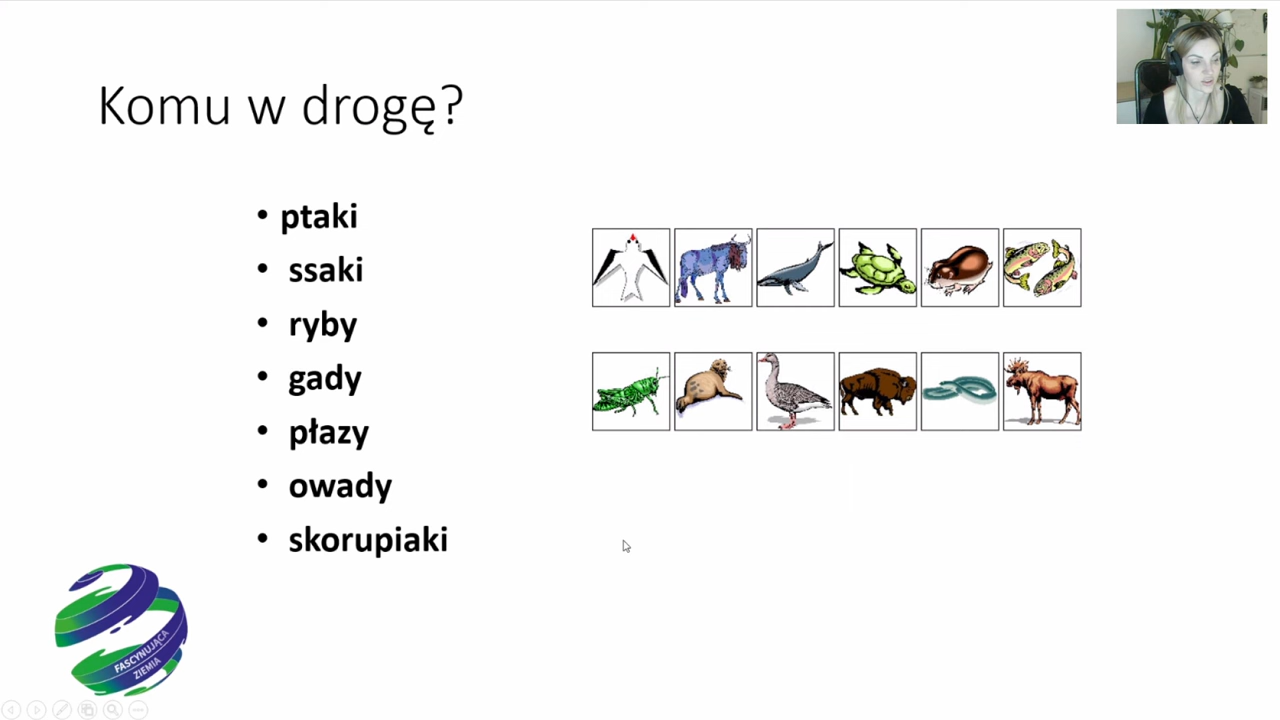 Komu w drogę?
• ptaki
• ssaki
• ryby
• gady
• płazy
• owady
• skorupiaki
FASCYNUJĄCA
ZIEMIA